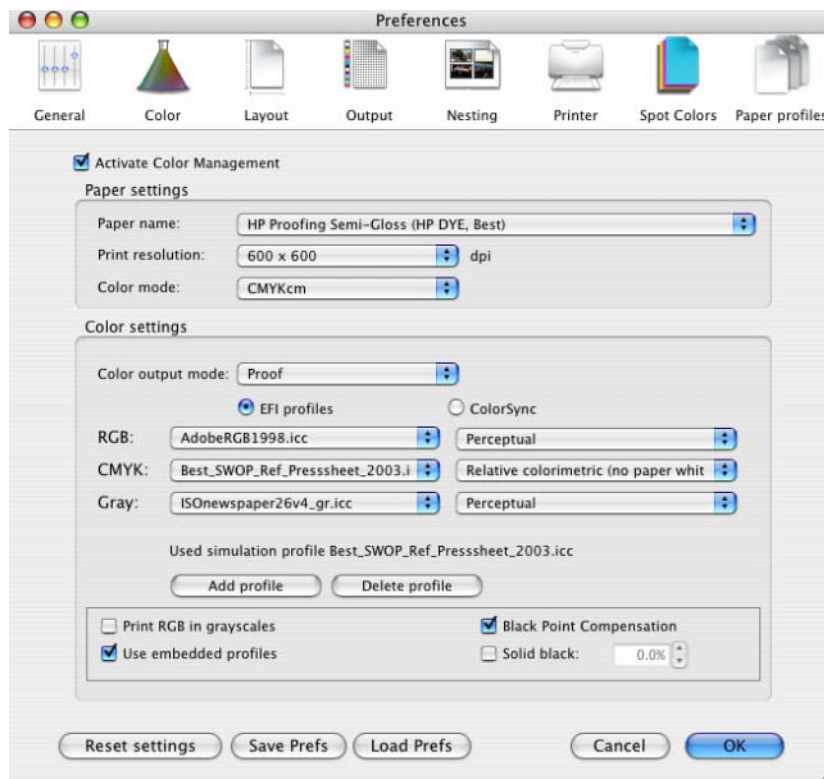 Preferences
General Color Layout Output Nesting Printer Spot Colors Paper profiles
Activate Color Management
Paper settings
Paper name: HP Proofing Semi-Gloss (HP DYE, Best)
Print resolution: 600 x 600 dpi
Color mode: CMYKcm
Color settings
Color output mode: Proof
EFI profiles ColorSync
RGB: AdobeRGB1998.icc Perceptual
CMYK: Best_SWOP_Ref_Presssheet_2003.i Relative colorimetric (no paper whit
Gray: ISOnewspaper26v4_gr.icc Perceptual
Used simulation profile Best_SWOP_Ref_Presssheet_2003.icc
Add profile Delete profile
Print RGB in grayscales Black Point Compensation
Use embedded profiles Solid black: 0.0%
Reset settings Save Prefs Load Prefs Cancel OK